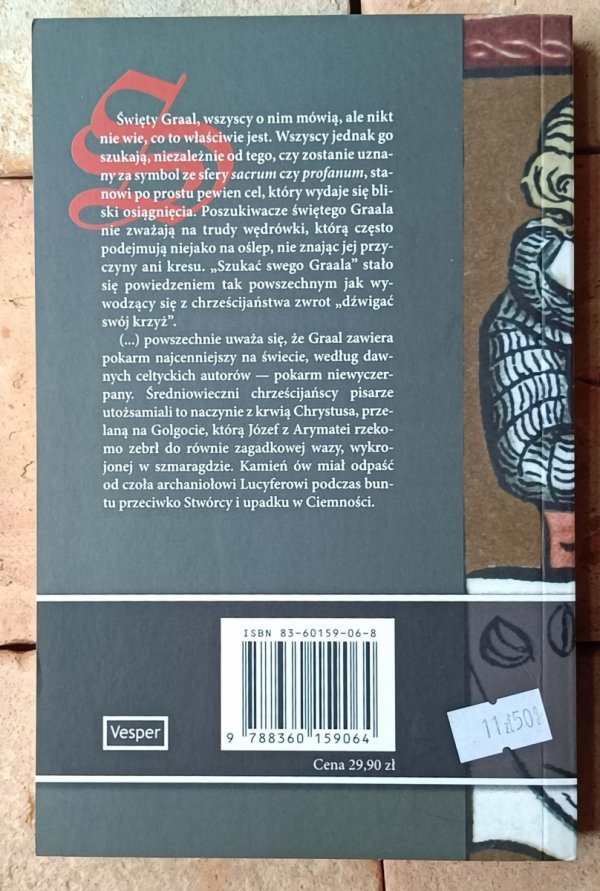 S
Święty Graal, wszyscy o nim mówią, ale nikt
nie wie, co to właściwie jest. Wszyscy jednak go
szukają, niezależnie od tego, czy zostanie uzna-
ny za symbol ze sfery sacrum czy profanum, sta-
nowi po prostu pewien cel, który wydaje się bli-
ski osiągnięcia. Poszukiwacze świętego Graala
nie zważają na trudy wędrówki, którą często
podejmują niejako na oślep, nie znając jej przy-
czyny ani kresu. „Szukać swego Graala” stało
się powiedzeniem tak powszechnym jak wy-
wodzący się z chrześcijaństwa zwrot „dźwigać
swój krzyż”.
(...) powszechnie uważa się, że Graal zawiera
pokarm najcenniejszy na świecie, według daw-
nych celtyckich autorów — pokarm niewyczer-
pany. Średniowieczni chrześcijańscy pisarze
utożsamiali to naczynie z krwią Chrystusa, prze-
laną na Golgocie, którą Józef z Arymatei rzeko-
mo zebrł do równie zagadkowej wazy, wykro-
jonej w szmaragdzie. Kamień ów miał odpaść
od czoła archaniołowi Lucyferowi podczas bun-
tu przeciwko Stwórcy i upadku w Ciemności.
ISBN 83-60159-06-8
9 788360 159064
Vesper
Cena 29,90 zł
11zł50g